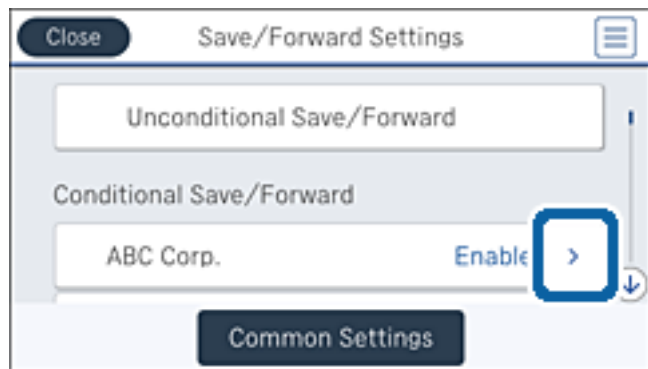 Close Save/Forward Settings
Unconditional Save/Forward
Conditional Save/Forward
ABC Corp. Enable
Common Settings